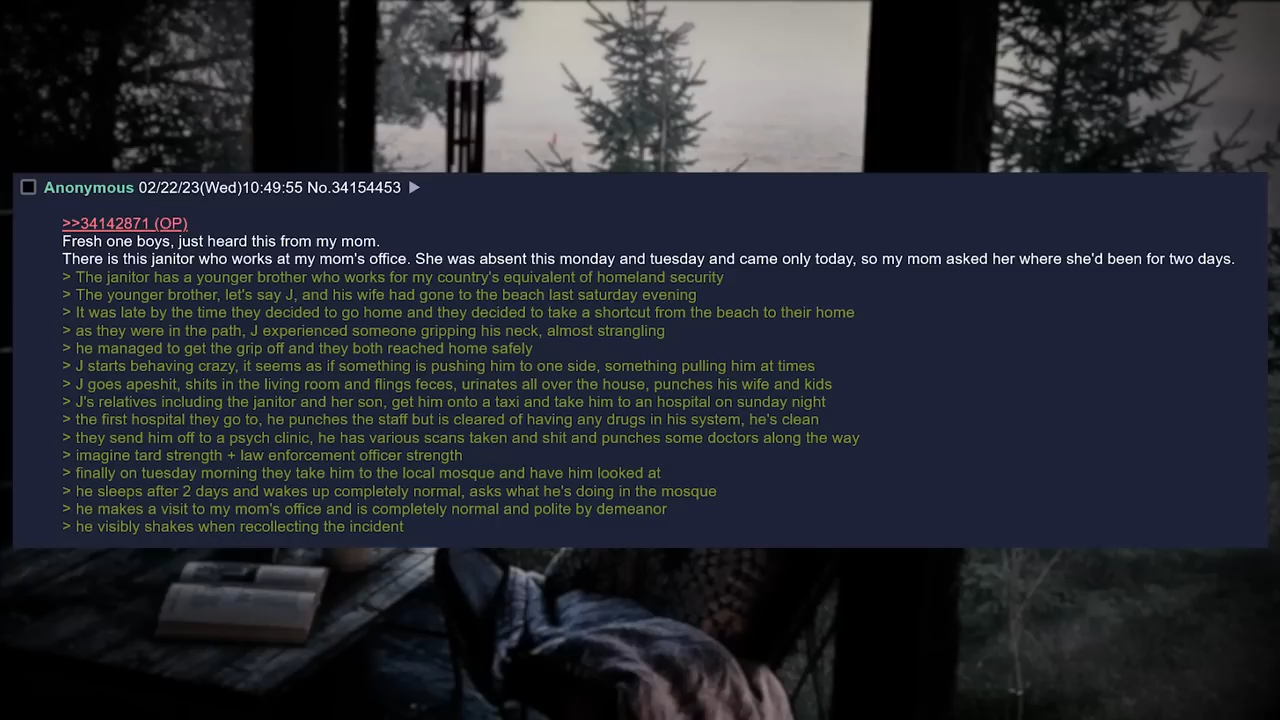 Anonymous 02/22/23(Wed)10:49:55 No.34154453 ▶
>>34142871 (OP)
Fresh one boys, just heard this from my mom.
There is this janitor who works at my mom's office. She was absent this monday and tuesday and came only today, so my mom asked her where she'd been for two days.
> The janitor has a younger brother who works for my country's equivalent of homeland security
> The younger brother, let's say J, and his wife had gone to the beach last saturday evening
> It was late by the time they decided to go home and they decided to take a shortcut from the beach to their home
> as they were in the path, J experienced someone gripping his neck, almost strangling
> he managed to get the grip off and they both reached home safely
> J starts behaving crazy, it seems as if something is pushing him to one side, something pulling him at times
> J goes apeshit, shits in the living room and flings feces, urinates all over the house, punches his wife and kids
> J's relatives including the janitor and her son, get him onto a taxi and take him to an hospital on sunday night
> the first hospital they go to, he punches the staff but is cleared of having any drugs in his system, he's clean
> they send him off to a psych clinic, he has various scans taken and shit and punches some doctors along the way
> imagine tard strength + law enforcement officer strength
> finally on tuesday morning they take him to the local mosque and have him looked at
> he sleeps after 2 days and wakes up completely normal, asks what he's doing in the mosque
> he makes a visit to my mom's office and is completely normal and polite by demeanor
> he visibly shakes when recollecting the incident